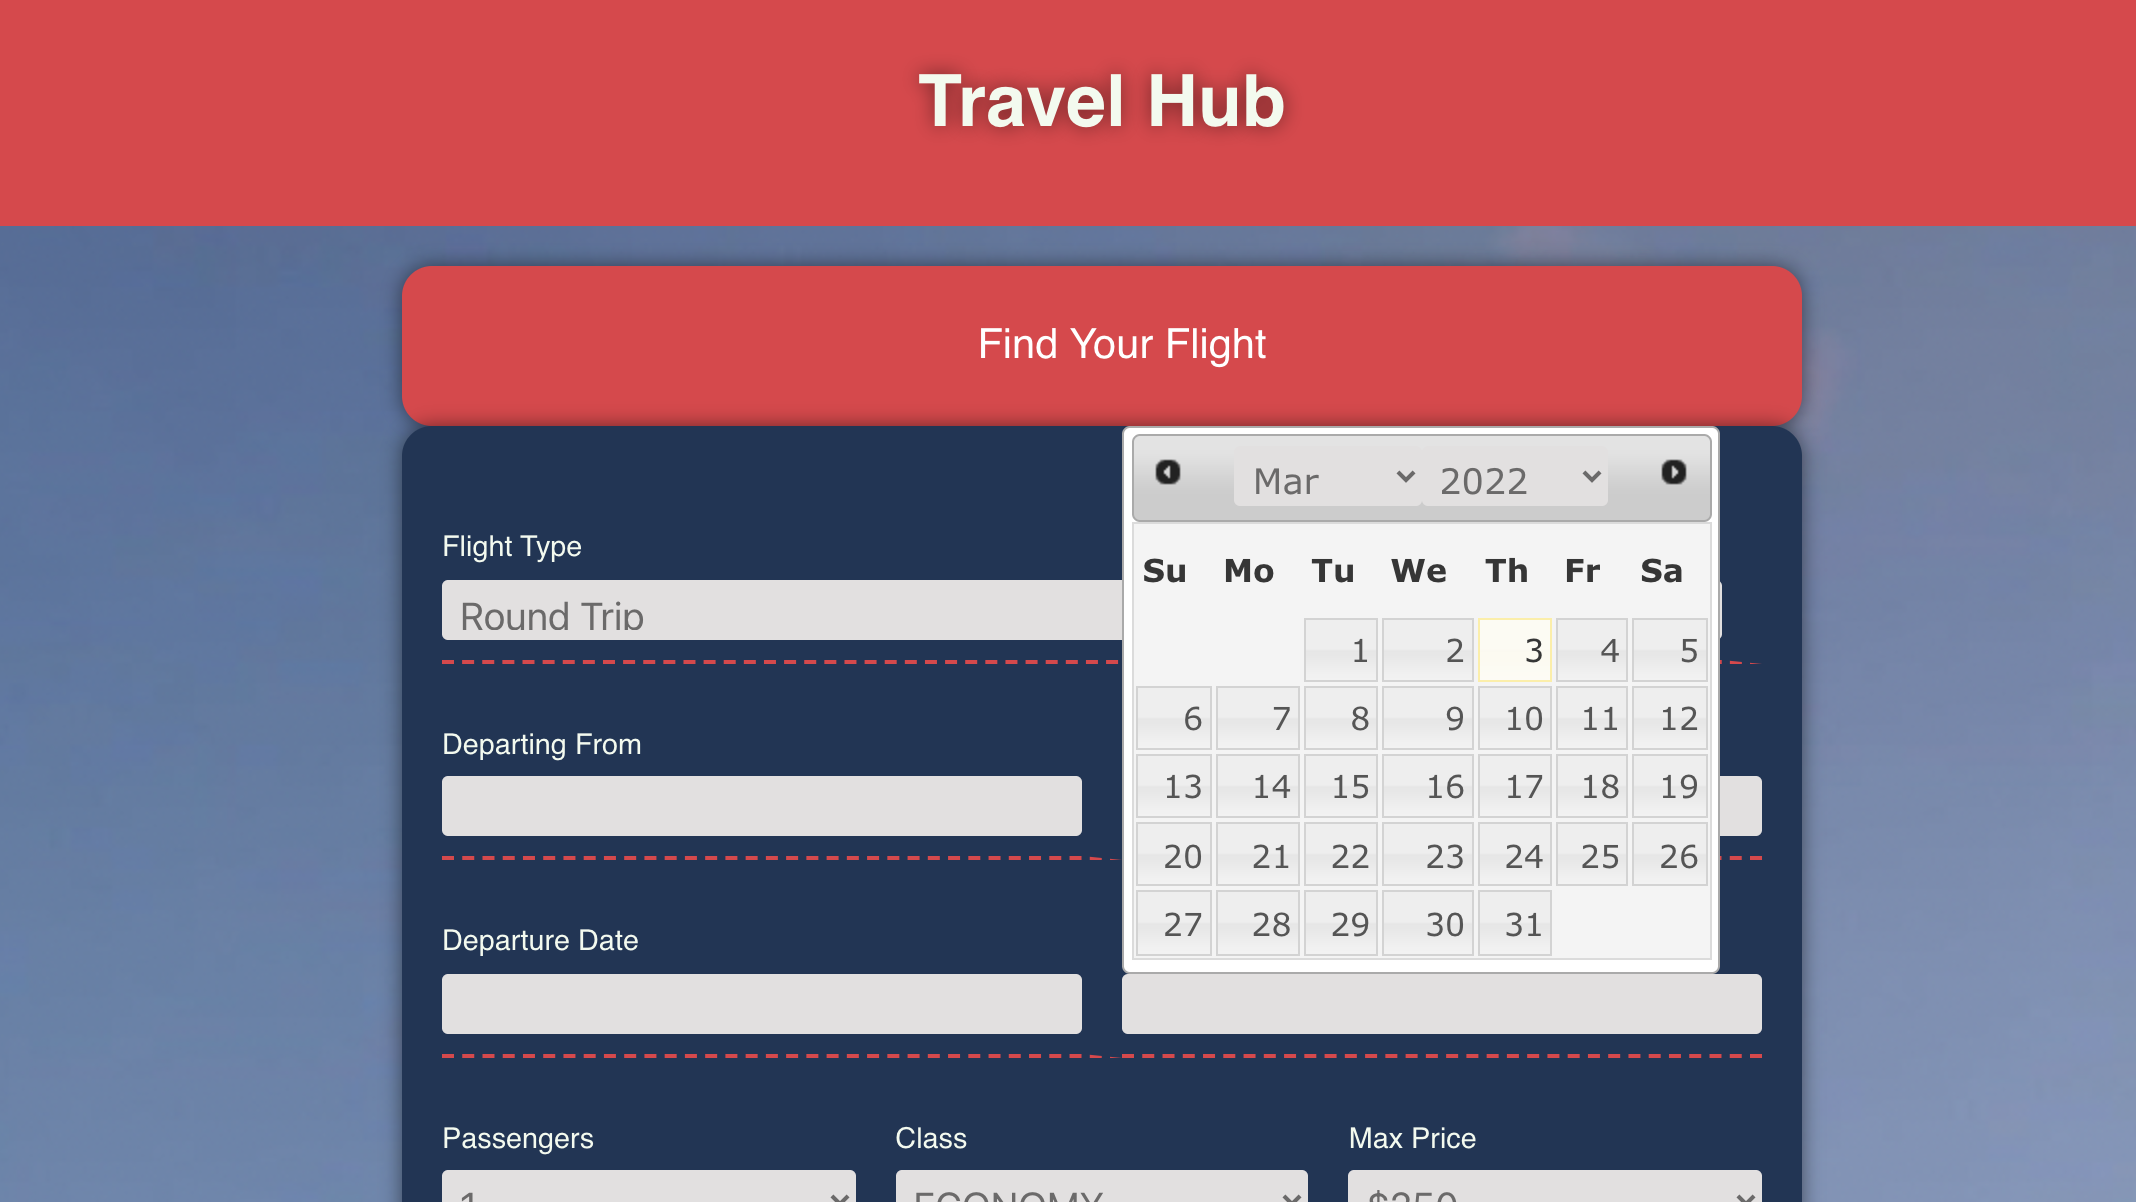 Travel Hub
Find Your Flight
Mar 2022
Su Mo Tu We Th Fr Sa
1 2 3 4 5
6 7 8 9 10 11 12
13 14 15 16 17 18 19
20 21 22 23 24 25 26
27 28 29 30 31
Flight Type
Round Trip
Departing From
Departure Date
Passengers Class Max Price
1 ECONOMY $250